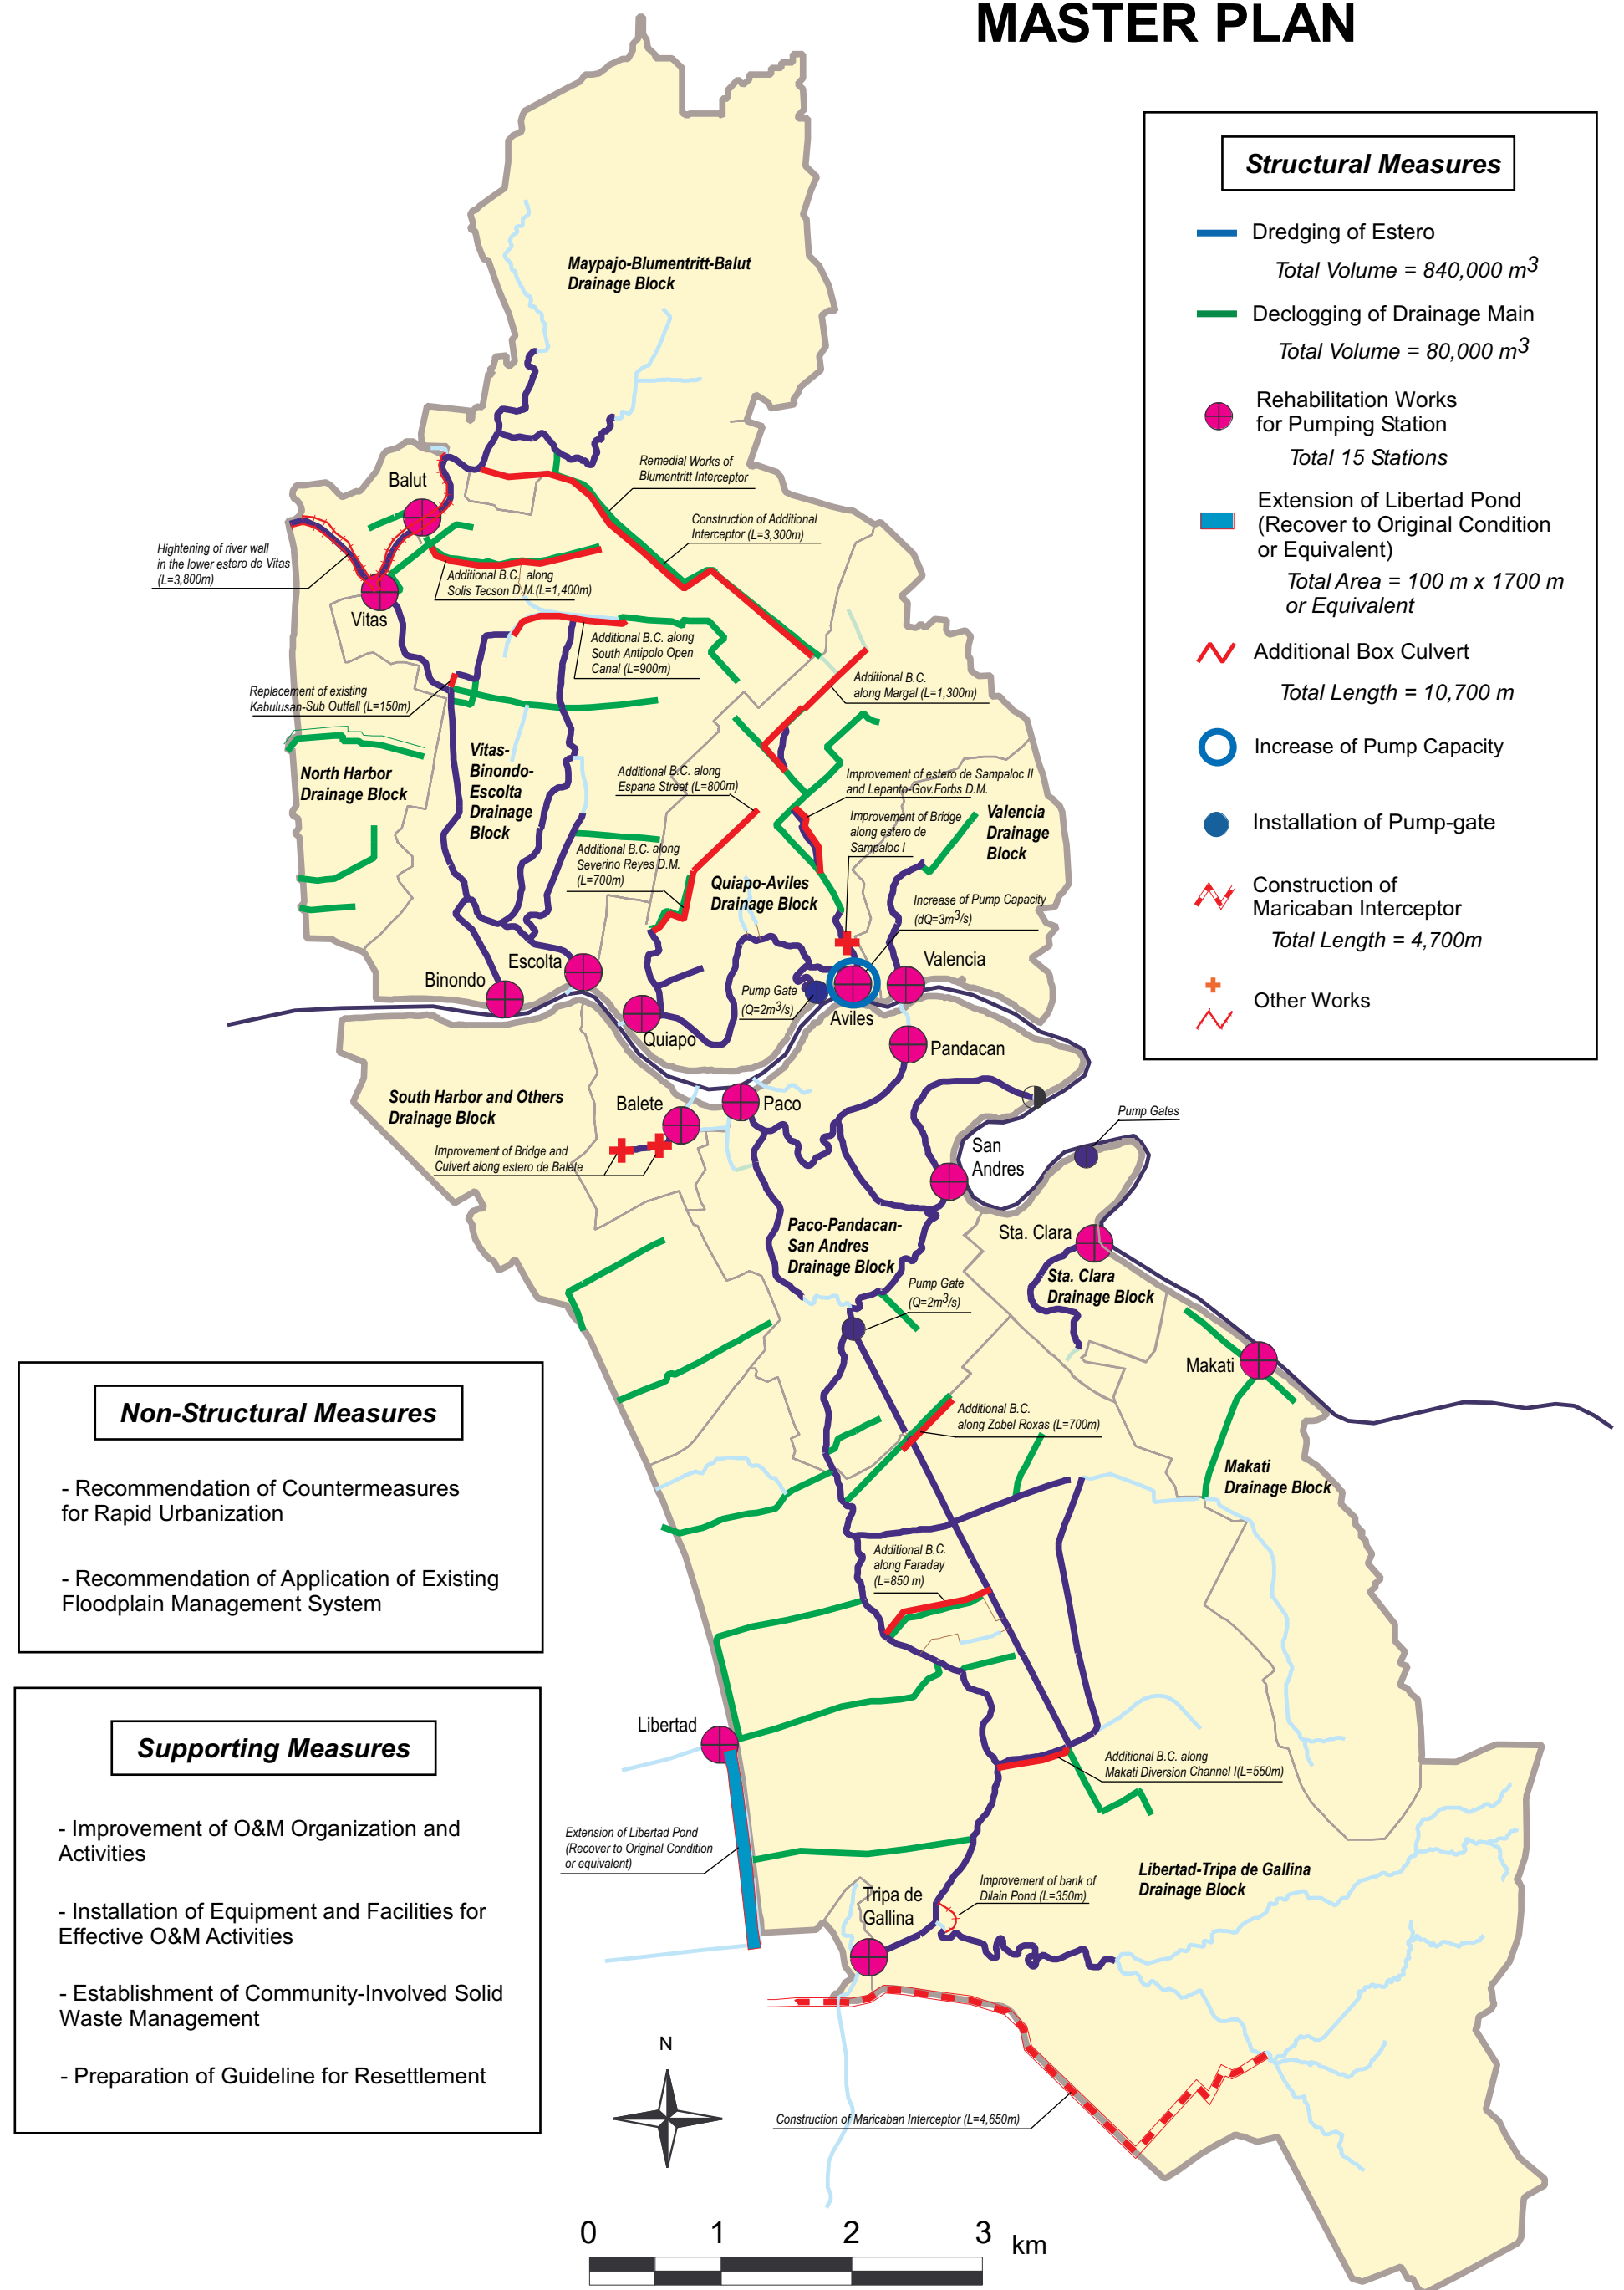 MASTER PLAN
Structural Measures
Dredging of Estero
Total Volume = 840,000 m3
Declogging of Drainage Main
Total Volume = 80,000 m3
Rehabilitation Works
for Pumping Station
Total 15 Stations
Extension of Libertad Pond
(Recover to Original Condition
or Equivalent)
Total Area = 100 m x 1700 m
or Equivalent
Additional Box Culvert
Total Length = 10,700 m
Increase of Pump Capacity
Installation of Pump-gate
Construction of
Maricaban Interceptor
Total Length = 4,700m
Other Works
Maypajo-Blumentritt-Balut
Drainage Block
Remedial Works of
Blumentritt Interceptor
Balut
Construction of Additional
Interceptor (L=3,300m)
Hightening of river wall
in the lower estero de Vitas
(L=3,800m)
Additional B.C. along
Solis Tecson D.M.(L=1,400m)
Vitas
Additional B.C. along
South Antipolo Open
Canal (L=900m)
Additional B.C.
along Margal (L=1,300m)
Replacement of existing
Kabulusan-Sub Outfall (L=150m)
North Harbor
Drainage Block
Vitas-
Binondo-
Escolta
Drainage
Block
Additional B.C. along
Espana Street (L=800m)
Improvement of estero de Sampaloc II
and Lepanto-Gov.Forbs D.M.
Improvement of Bridge
along estero de
Sampaloc I
Valencia
Drainage
Block
Additional B.C. along
Severino Reyes D.M.
(L=700m)
Quiapo-Aviles
Drainage Block
Increase of Pump Capacity
(dQ=3m3/s)
Escolta
Valencia
Binondo
Pump Gate
(Q=2m3/s)
Aviles
Quiapo
Pandacan
South Harbor and Others
Drainage Block
Balete
Paco
Pump Gates
Improvement of Bridge and
Culvert along estero de Balete
San
Andres
Paco-Pandacan-
San Andres
Drainage Block
Sta. Clara
Sta. Clara
Drainage Block
Pump Gate
(Q=2m3/s)
Makati
Additional B.C.
along Zobel Roxas (L=700m)
Makati
Drainage Block
Non-Structural Measures
- Recommendation of Countermeasures
for Rapid Urbanization
- Recommendation of Application of Existing
Floodplain Management System
Additional B.C.
along Faraday
(L=850 m)
Supporting Measures
- Improvement of O&M Organization and
Activities
- Installation of Equipment and Facilities for
Effective O&M Activities
- Establishment of Community-Involved Solid
Waste Management
- Preparation of Guideline for Resettlement
Libertad
Additional B.C. along
Makati Diversion Channel I(L=550m)
Extension of Libertad Pond
(Recover to Original Condition
or equivalent)
Libertad-Tripa de Gallina
Drainage Block
Tripa de
Gallina
Improvement of bank of
Dilain Pond (L=350m)
N
Construction of Maricaban Interceptor (L=4,650m)
0 1 2 3 km